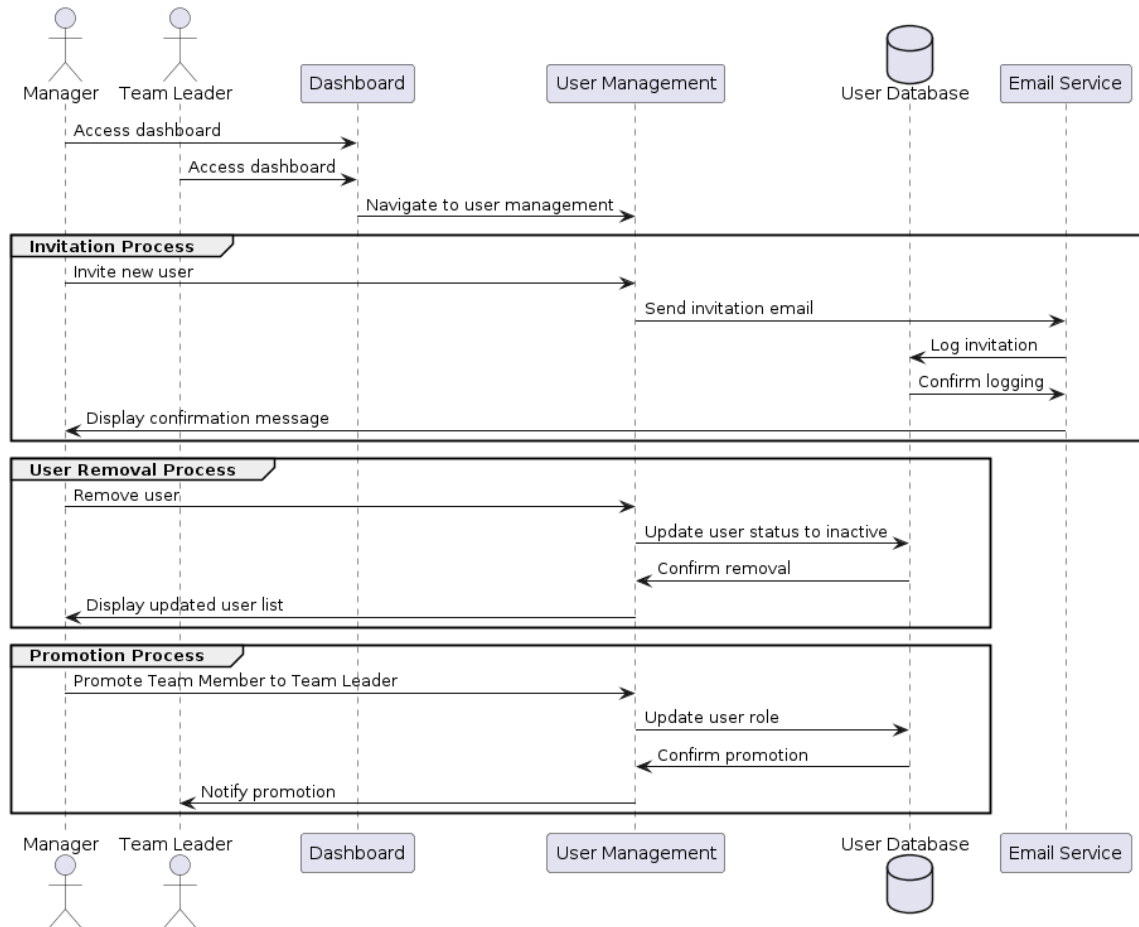 Manager
Team Leader
Dashboard
User Management
User Database
Email Service
Access dashboard
Access dashboard
Navigate to user management
Invitation Process
Invite new user
Send invitation email
Log invitation
Confirm logging
Display confirmation message
User Removal Process
Remove user
Update user status to inactive
Confirm removal
Display updated user list
Promotion Process
Promote Team Member to Team Leader
Update user role
Confirm promotion
Notify promotion
Manager
Team Leader
Dashboard
User Management
User Database
Email Service